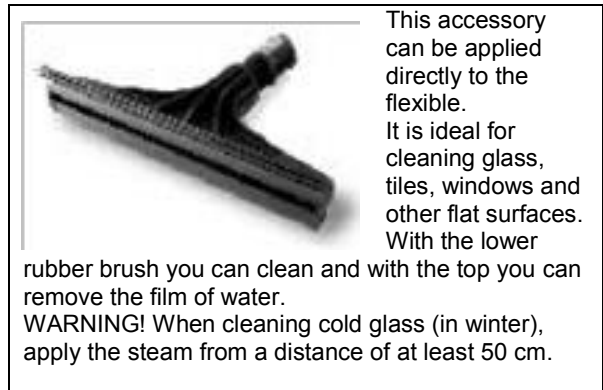 This accessory
can be applied
directly to the
flexible.
It is ideal for
cleaning glass,
tiles, windows and
other flat surfaces.
With the lower
rubber brush you can clean and with the top you can
remove the film of water.
WARNING! When cleaning cold glass (in winter),
apply the steam from a distance of at least 50 cm.